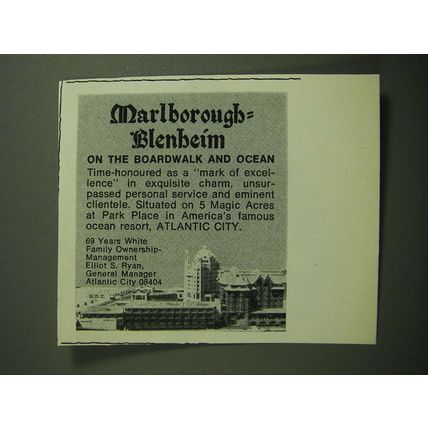 Marlborough-
Blenheim
ON THE BOARDWALK AND OCEAN
Time-honoured as a "mark of excel-
lence" in exquisite charm, unsur-
passed personal service and eminent
clientele. Situated on 5 Magic Acres
at Park Place in America's famous
ocean resort, ATLANTIC CITY.
69 Years White
Family Ownership-
Management
Elliot S. Ryan,
General Manager
Atlantic City 08404